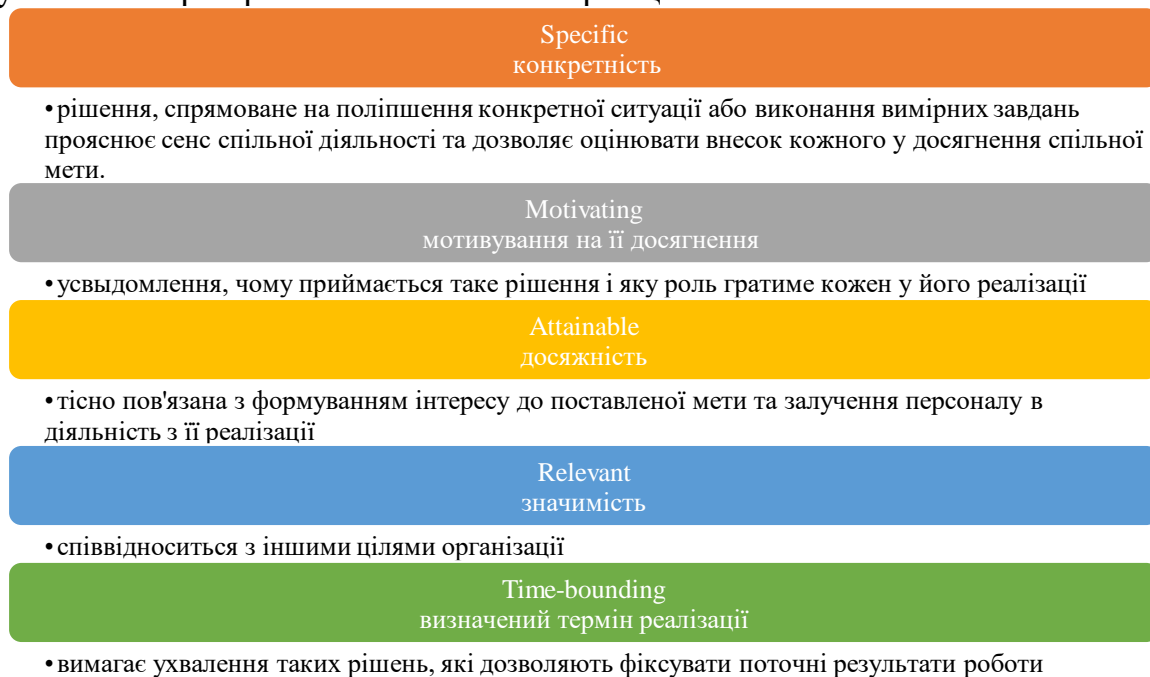 Specific
конкретність
• рішення, спрямоване на поліпшення конкретної ситуації або виконання вимірних завдань
прояснює сенс спільної діяльності та дозволяє оцінювати внесок кожного у досягнення спільної
мети.
Motivating
мотивування на її досягнення
• усвыдомлення, чому приймається таке рішення і яку роль гратиме кожен у його реалізації
Attainable
досяжність
• тісно пов'язана з формуванням інтересу до поставленої мети та залучення персоналу в
діяльність з її реалізації
Relevant
значимість
• співвідноситься з іншими цілями організації
Time-bounding
визначений термін реалізації
• вимагає ухвалення таких рішень, які дозволяють фіксувати поточні результати роботи